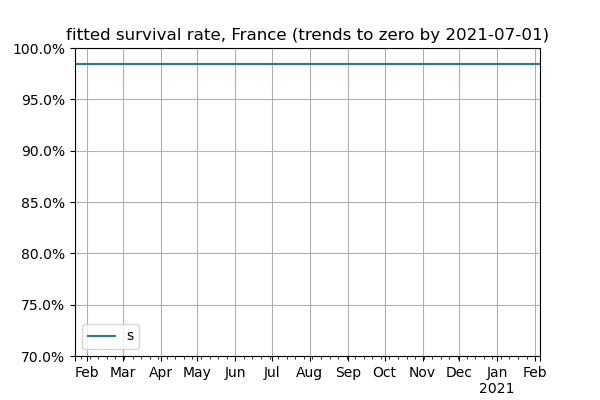 fitted survival rate, France (trends to zero by 2021-07-01)
100.0%
95.0%
90.0%
85.0%
80.0%
75.0%
70.0%
s
Feb Mar Apr May Jun Jul Aug Sep Oct Nov Dec Jan Feb
2021